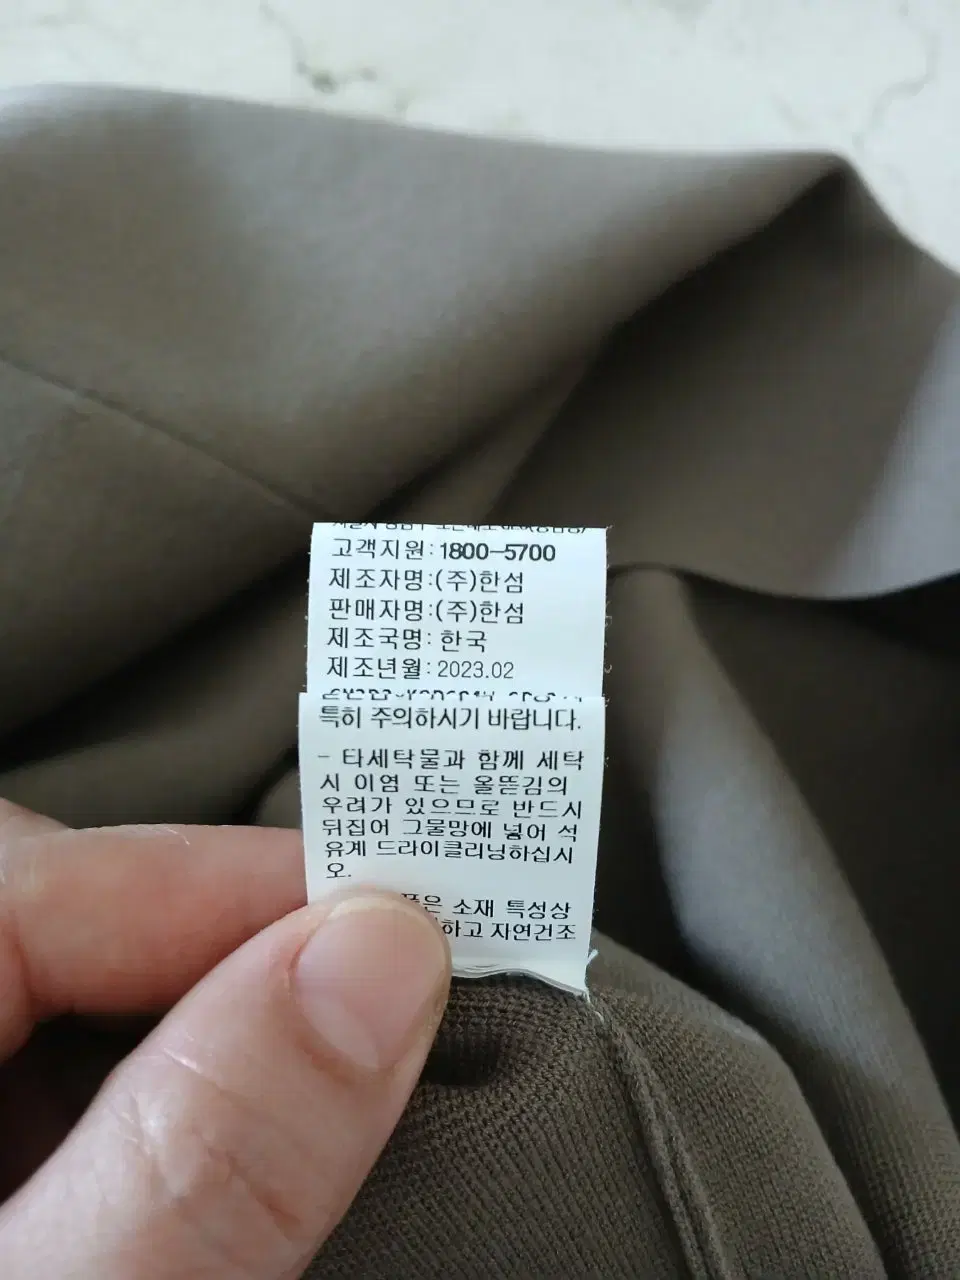 고객지원:1800-5700
제조자명:(주)한섬
판매자명:(주)한섬
제조국명: 한국
제조년월:2023.02
특히 주의하시기 바랍니다.
- 타세탁물과 함께 세탁
시 이염 또는 올뜯김의
우려가 있으므로 반드시
뒤집어 그물망에 넣어 석
유계 드라이클리닝하십시
오.
소재 특성상
자연건조